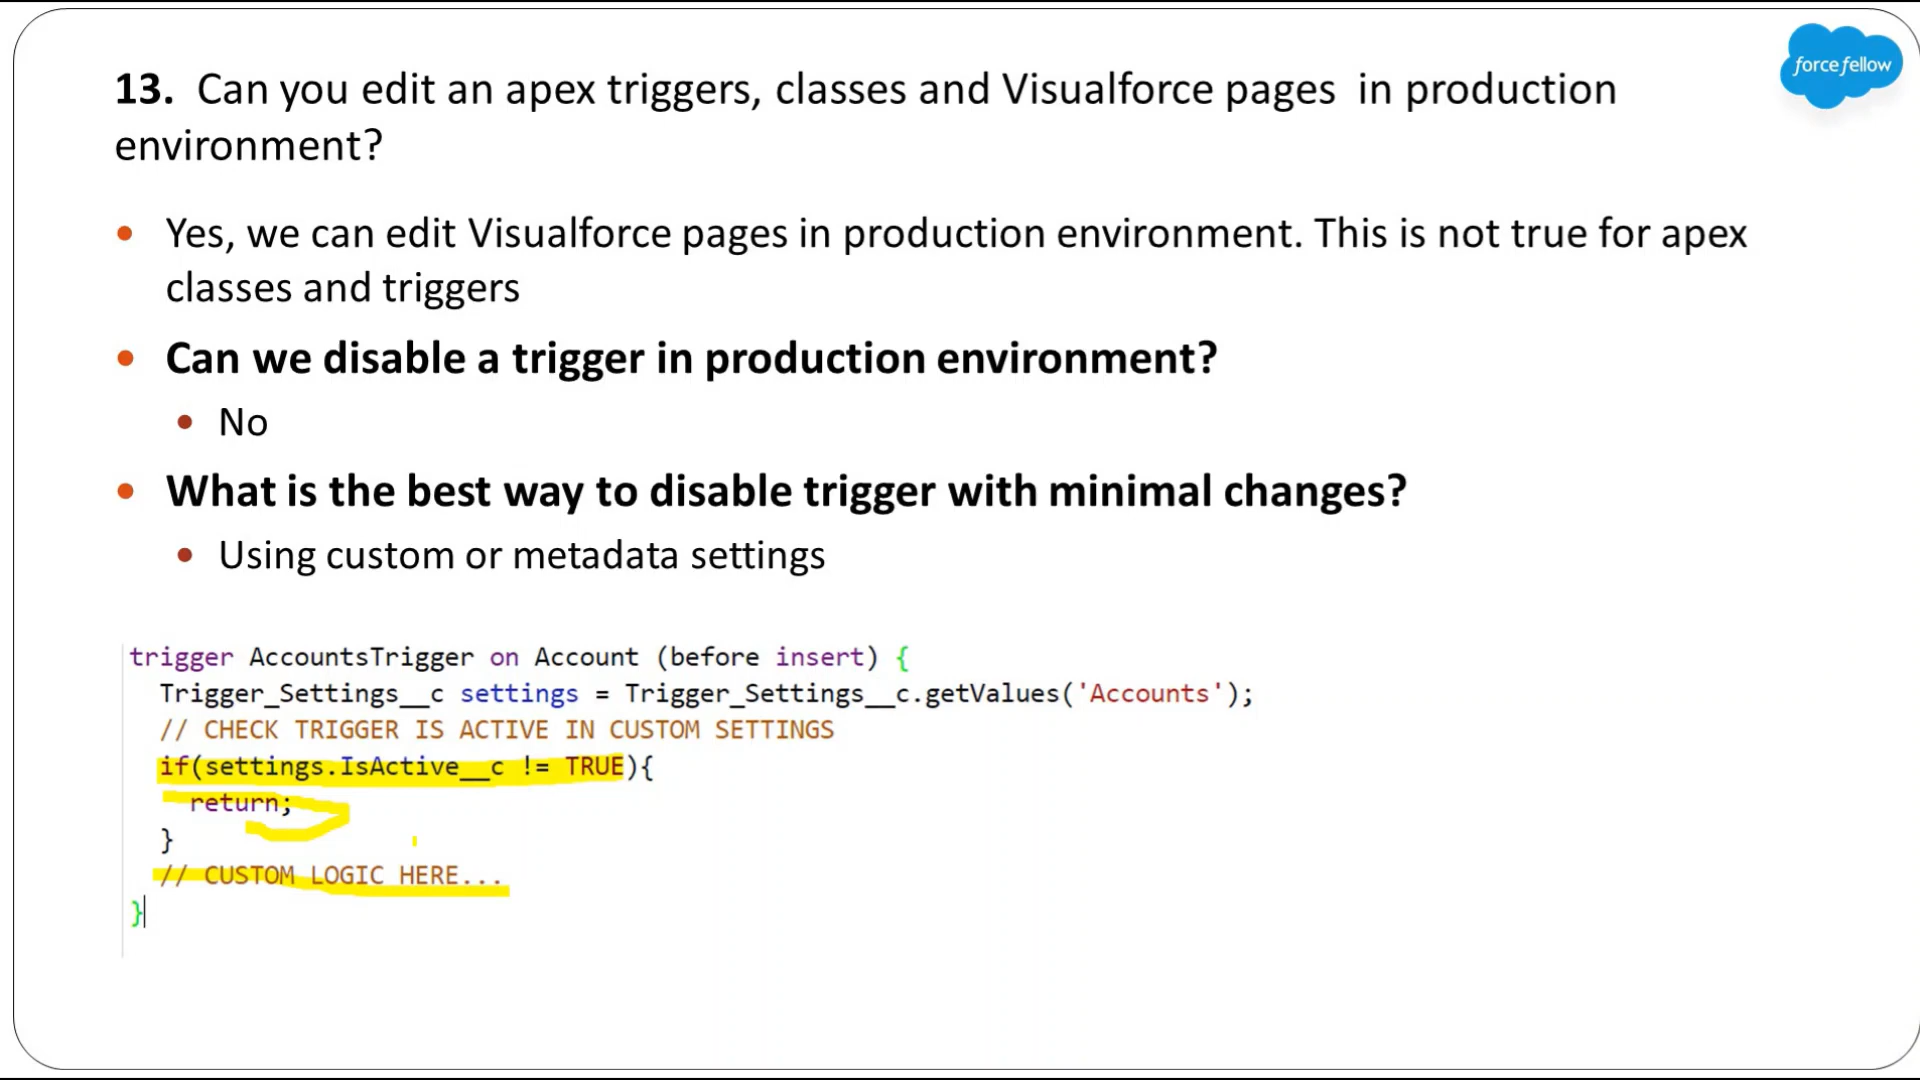 force fellow
13. Can you edit an apex triggers, classes and Visualforce pages in production
environment?
• Yes, we can edit Visualforce pages in production environment. This is not true for apex
classes and triggers
• Can we disable a trigger in production environment?
• No
• What is the best way to disable trigger with minimal changes?
• Using custom or metadata settings
trigger AccountsTrigger on Account (before insert) {
Trigger_Settings__c settings = Trigger_Settings__c.getValues('Accounts');
// CHECK TRIGGER IS ACTIVE IN CUSTOM SETTINGS
if(settings.IsActive__c != TRUE){
return;
}
// CUSTOM LOGIC HERE...
}